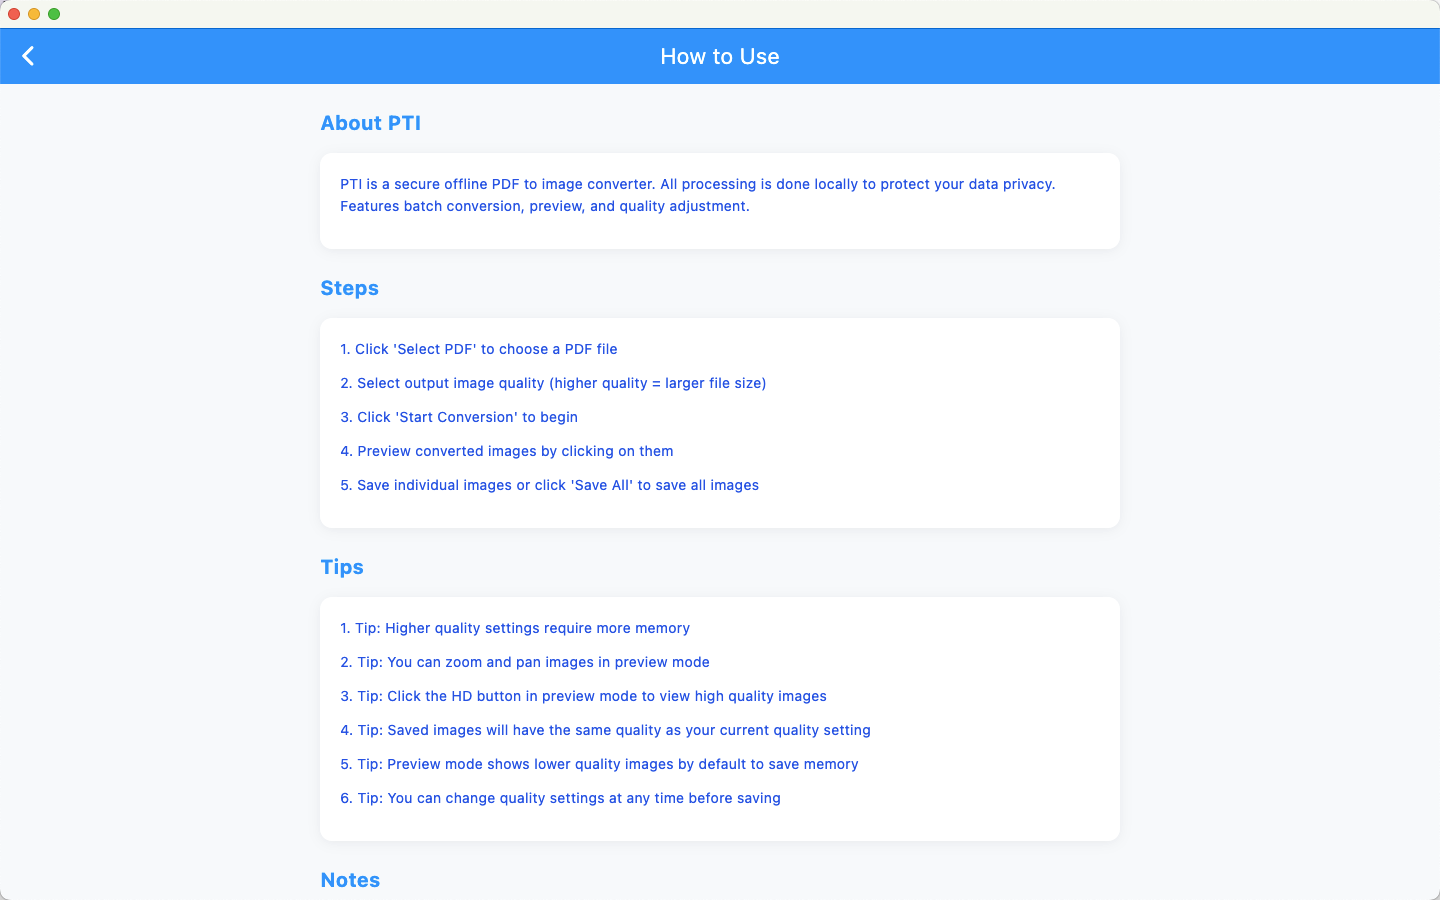 How to Use
About PTI
PTI is a secure offline PDF to image converter. All processing is done locally to protect your data privacy.
Features batch conversion, preview, and quality adjustment.
Steps
1. Click 'Select PDF' to choose a PDF file
2. Select output image quality (higher quality = larger file size)
3. Click 'Start Conversion' to begin
4. Preview converted images by clicking on them
5. Save individual images or click 'Save All' to save all images
Tips
1. Tip: Higher quality settings require more memory
2. Tip: You can zoom and pan images in preview mode
3. Tip: Click the HD button in preview mode to view high quality images
4. Tip: Saved images will have the same quality as your current quality setting
5. Tip: Preview mode shows lower quality images by default to save memory
6. Tip: You can change quality settings at any time before saving
Notes